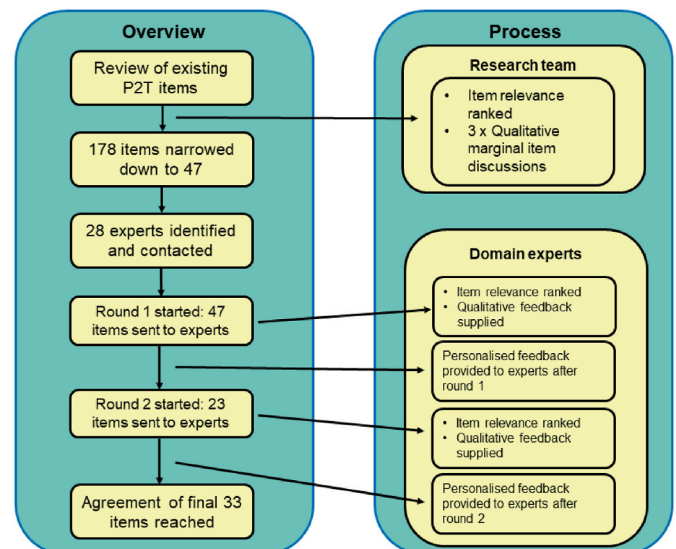 Overview
Review of existing
P2T items
178 items narrowed
down to 47
28 experts identified
and contacted
Round 1 started: 47
items sent to experts
Round 2 started: 23
items sent to experts
Agreement of final 33
items reached
Process
Research team
• Item relevance
ranked
• 3 x Qualitative
marginal item
discussions
Domain experts
• Item relevance ranked
• Qualitative feedback
supplied
Personalised feedback
provided to experts after
round 1
• Item relevance ranked
• Qualitative feedback
supplied
Personalised feedback
provided to experts after
round 2